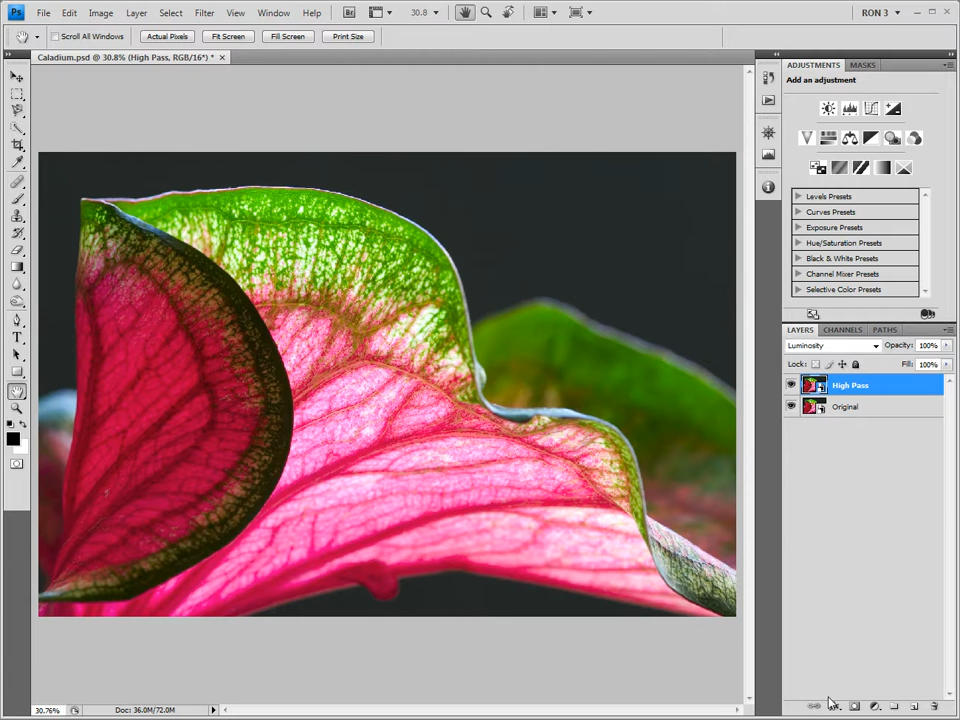 Ps File Edit Image Layer Select Filter View Window Help Br 30.8 RON 3
Scroll All Windows Actual Pixels Fit Screen Fill Screen Print Size
Caladium.psd @ 30.8% (High Pass, RGB/16*) *
ADJUSTMENTS MASKS
Add an adjustment
Levels Presets
Curves Presets
Exposure Presets
Hue/Saturation Presets
Black & White Presets
Channel Mixer Presets
Selective Color Presets
LAYERS CHANNELS PATHS
Luminosity Opacity: 100%
Lock: Fill: 100%
High Pass
Original
30.76% Doc: 36.0M/72.0M